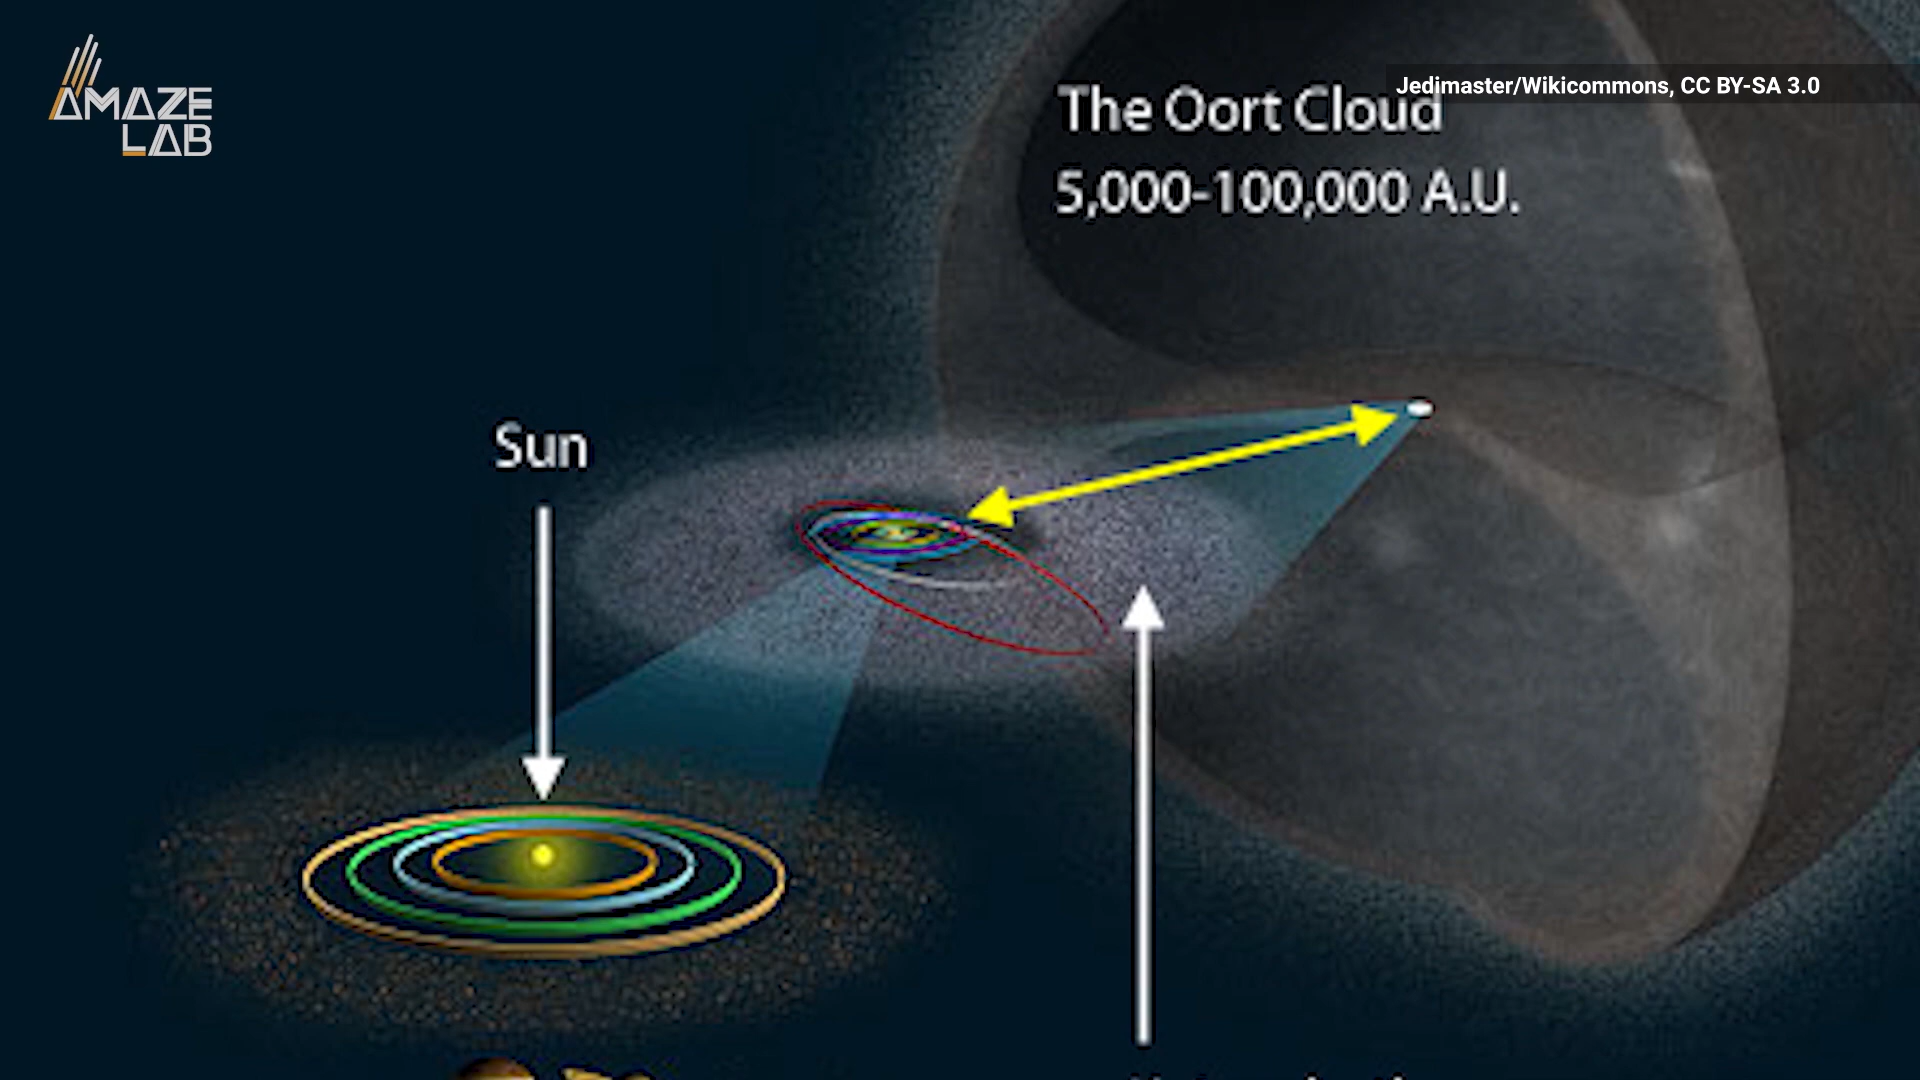 AMAZE
LAB
Jedimaster/Wikicommons, CC BY-SA 3.0
The Oort Cloud
5,000-100,000 A.U.
Sun